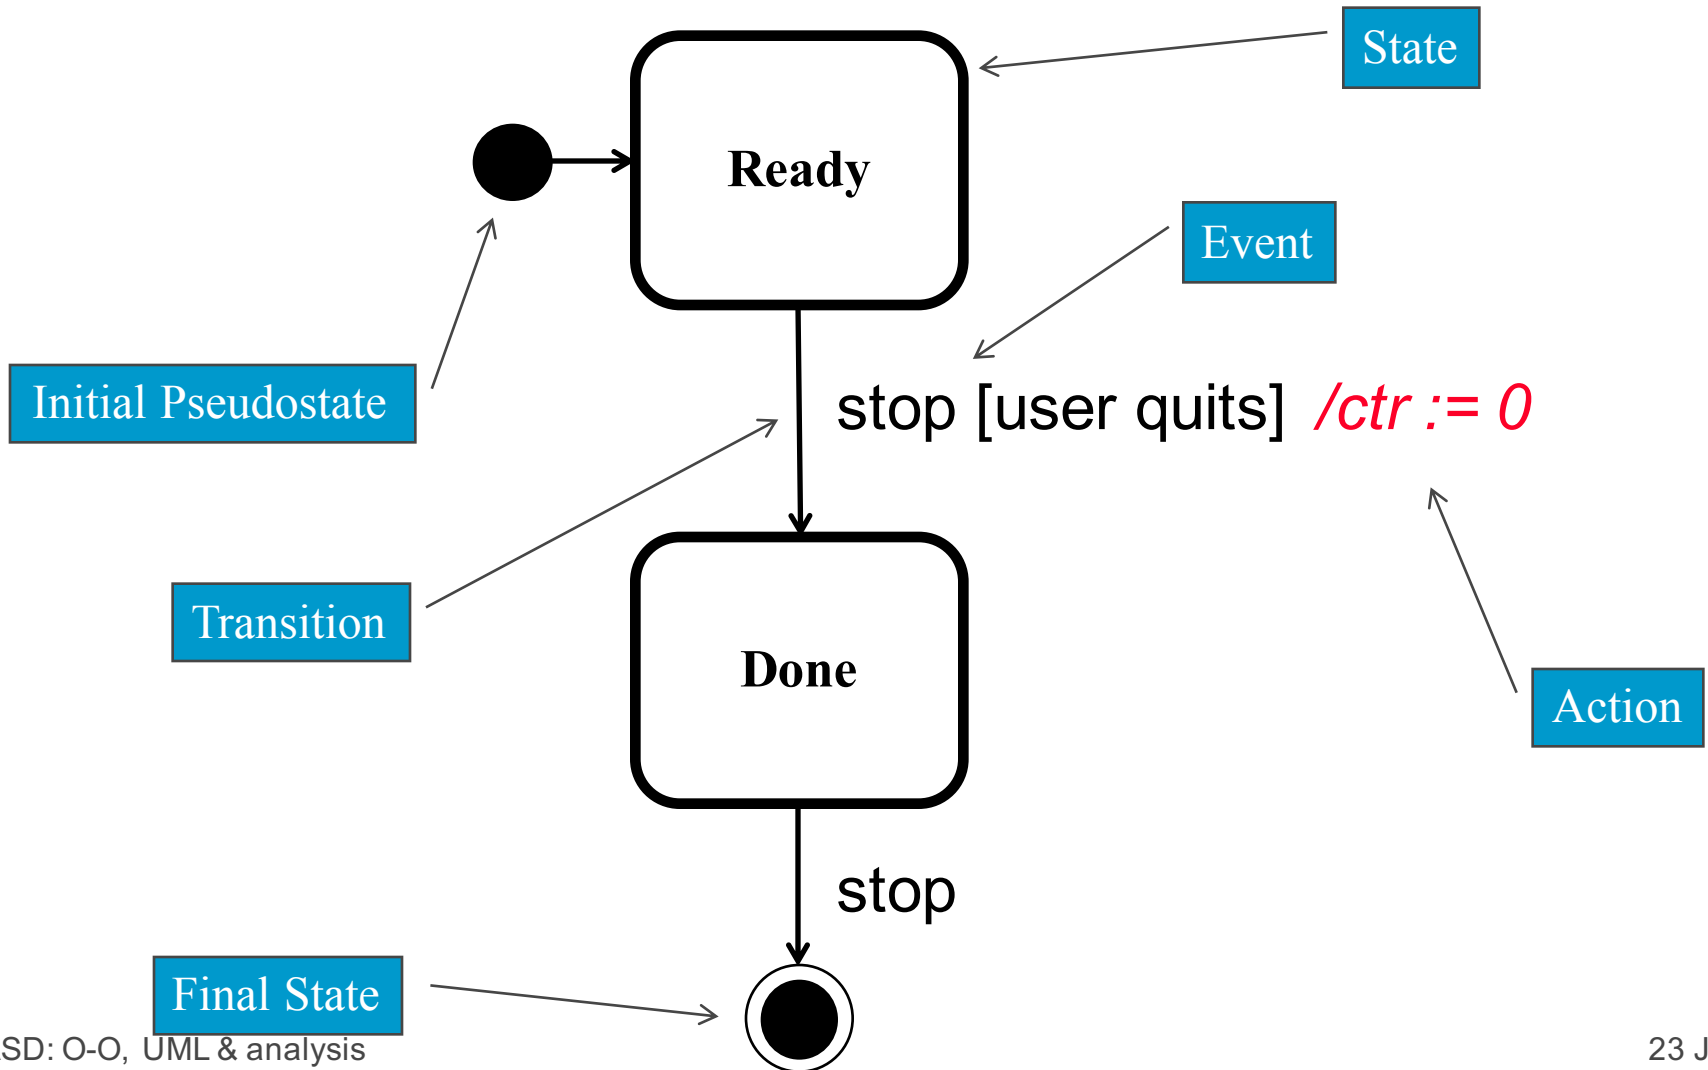 State
Ready
Event
Initial Pseudostate
stop [user quits] /ctr := 0
Transition
Done
Action
stop
Final State
SD: O-O, UML & analysis
23 J